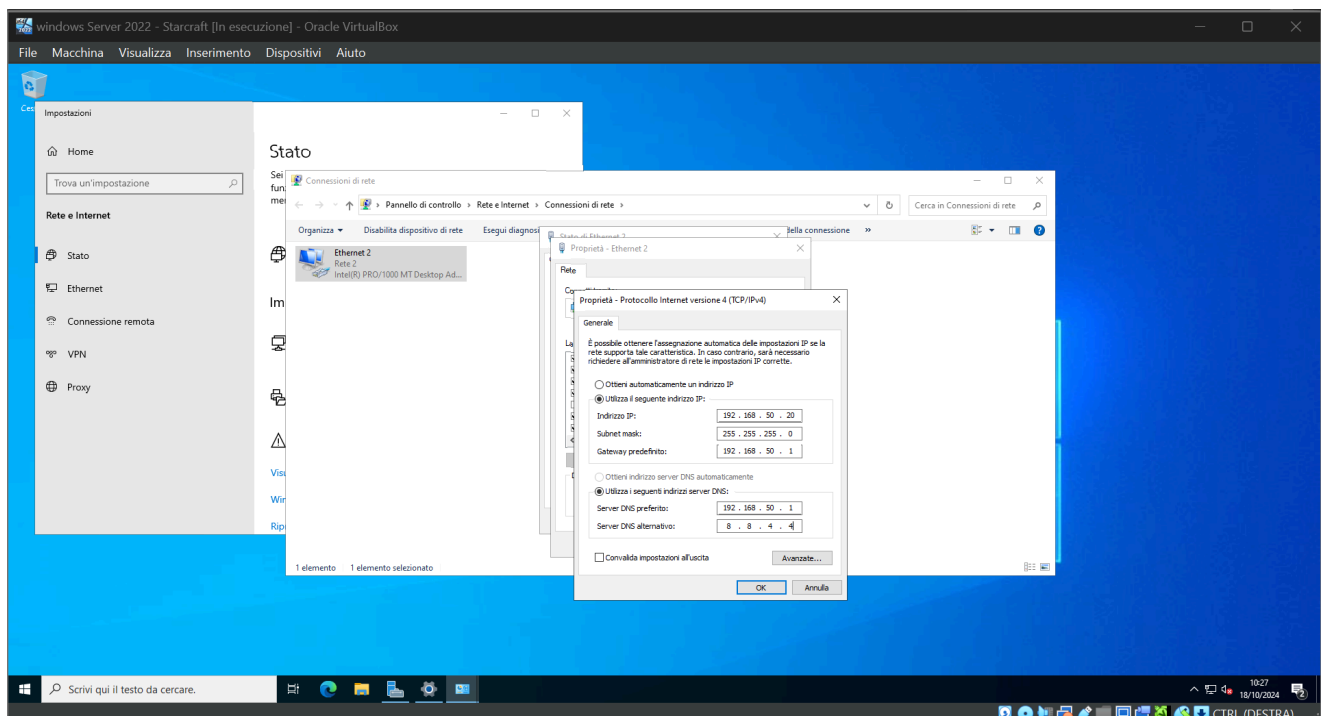 windows Server 2022 - Starcraft [In esecuzione] - Oracle VirtualBox
File Macchina Visualizza Inserimento Dispositivi Aiuto
Impostazioni
Home
Trova un'impostazione
Rete e Internet
Stato
Ethernet
Connessione remota
VPN
Proxy
Stato
Sei
Connessioni di rete
Pannello di controllo › Rete e Internet › Connessioni di rete ›
Cerca in Connessioni di rete
Organizza Disabilita dispositivo di rete Esegui diagnosi
della connessione »
Ethernet 2
Rete 2
Intel(R) PRO/1000 MT Desktop Ad...
Stato di Ethernet 2
Proprietà - Ethernet 2
Rete
Proprietà - Protocollo Internet versione 4 (TCP/IPv4)
Generale
È possibile ottenere l'assegnazione automatica delle impostazioni IP se la
rete supporta tale caratteristica. In caso contrario, sarà necessario
richiedere all'amministratore di rete le impostazioni IP corrette.
Ottieni automaticamente un indirizzo IP
Utilizza il seguente indirizzo IP:
Indirizzo IP: 192 . 168 . 50 . 20
Subnet mask: 255 . 255 . 255 . 0
Gateway predefinito: 192 . 168 . 50 . 1
Ottieni indirizzo server DNS automaticamente
Utilizza i seguenti indirizzi server DNS:
Server DNS preferito: 192 . 168 . 50 . 1
Server DNS alternativo: 8 . 8 . 4 . 4
Convalida impostazioni all'uscita
Avanzate...
OK Annulla
1 elemento 1 elemento selezionato
Scrivi qui il testo da cercare.
10:27
18/10/2024
CTRL (DESTRA)